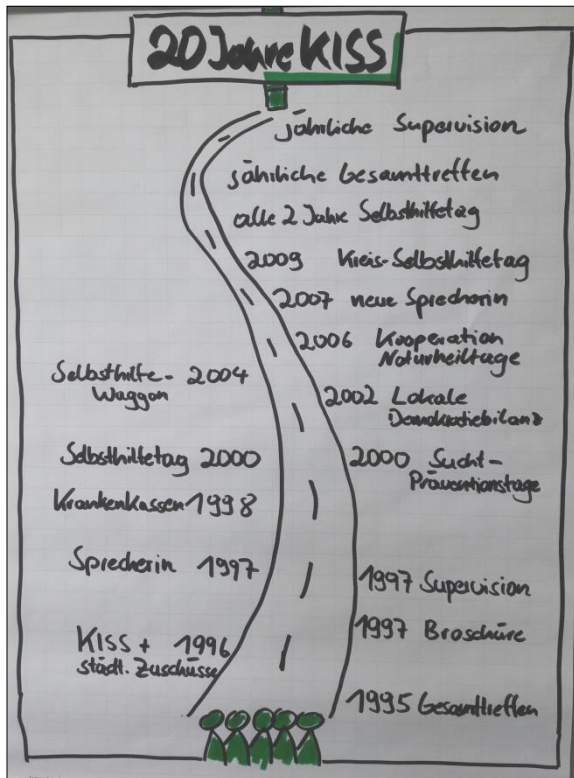 20 Jahre KISS
jährliche Supervision
jährliche Gesamttreffen
alle 2 Jahre Selbsthilfetag
2009 Kreis-Selbsthilfetag
2007 neue Sprecherin
2006 Kooperation
Naturheiltage
Selbsthilfe- 2004
Waggon
2002 Lokale
Demokratiebilanz
Selbsthilfetag 2000
2000 Sucht-
Präventionstage
Krankenkassen 1998
Sprecherin 1997
1997 Supervision
1997 Broschüre
KISS + 1996
städt. Zuschüsse
1995 Gesamttreffen